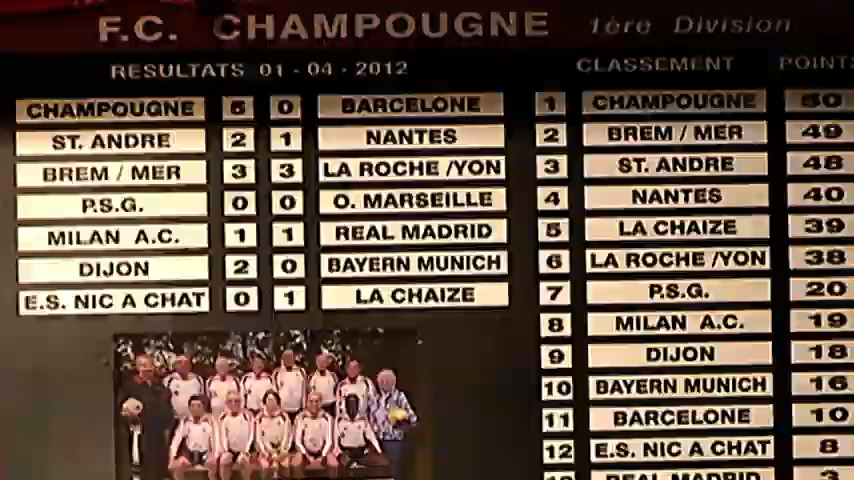 F.C. CHAMPOUGNE 1ère Division
RESULTATS 01-04-2012
CHAMPOUGNE 5 0 BARCELONE
ST. ANDRE 2 1 NANTES
BREM / MER 3 3 LA ROCHE /YON
P.S.G. 0 0 O. MARSEILLE
MILAN A.C. 1 1 REAL MADRID
DIJON 2 0 BAYERN MUNICH
E.S. NIC A CHAT 0 1 LA CHAIZE
CLASSEMENT POINTS
1 CHAMPOUGNE 50
2 BREM / MER 49
3 ST. ANDRE 48
4 NANTES 40
5 LA CHAIZE 39
6 LA ROCHE /YON 38
7 P.S.G. 20
8 MILAN A.C. 19
9 DIJON 18
10 BAYERN MUNICH 16
11 BARCELONE 10
12 E.S. NIC A CHAT 8
13 REAL MADRID 3